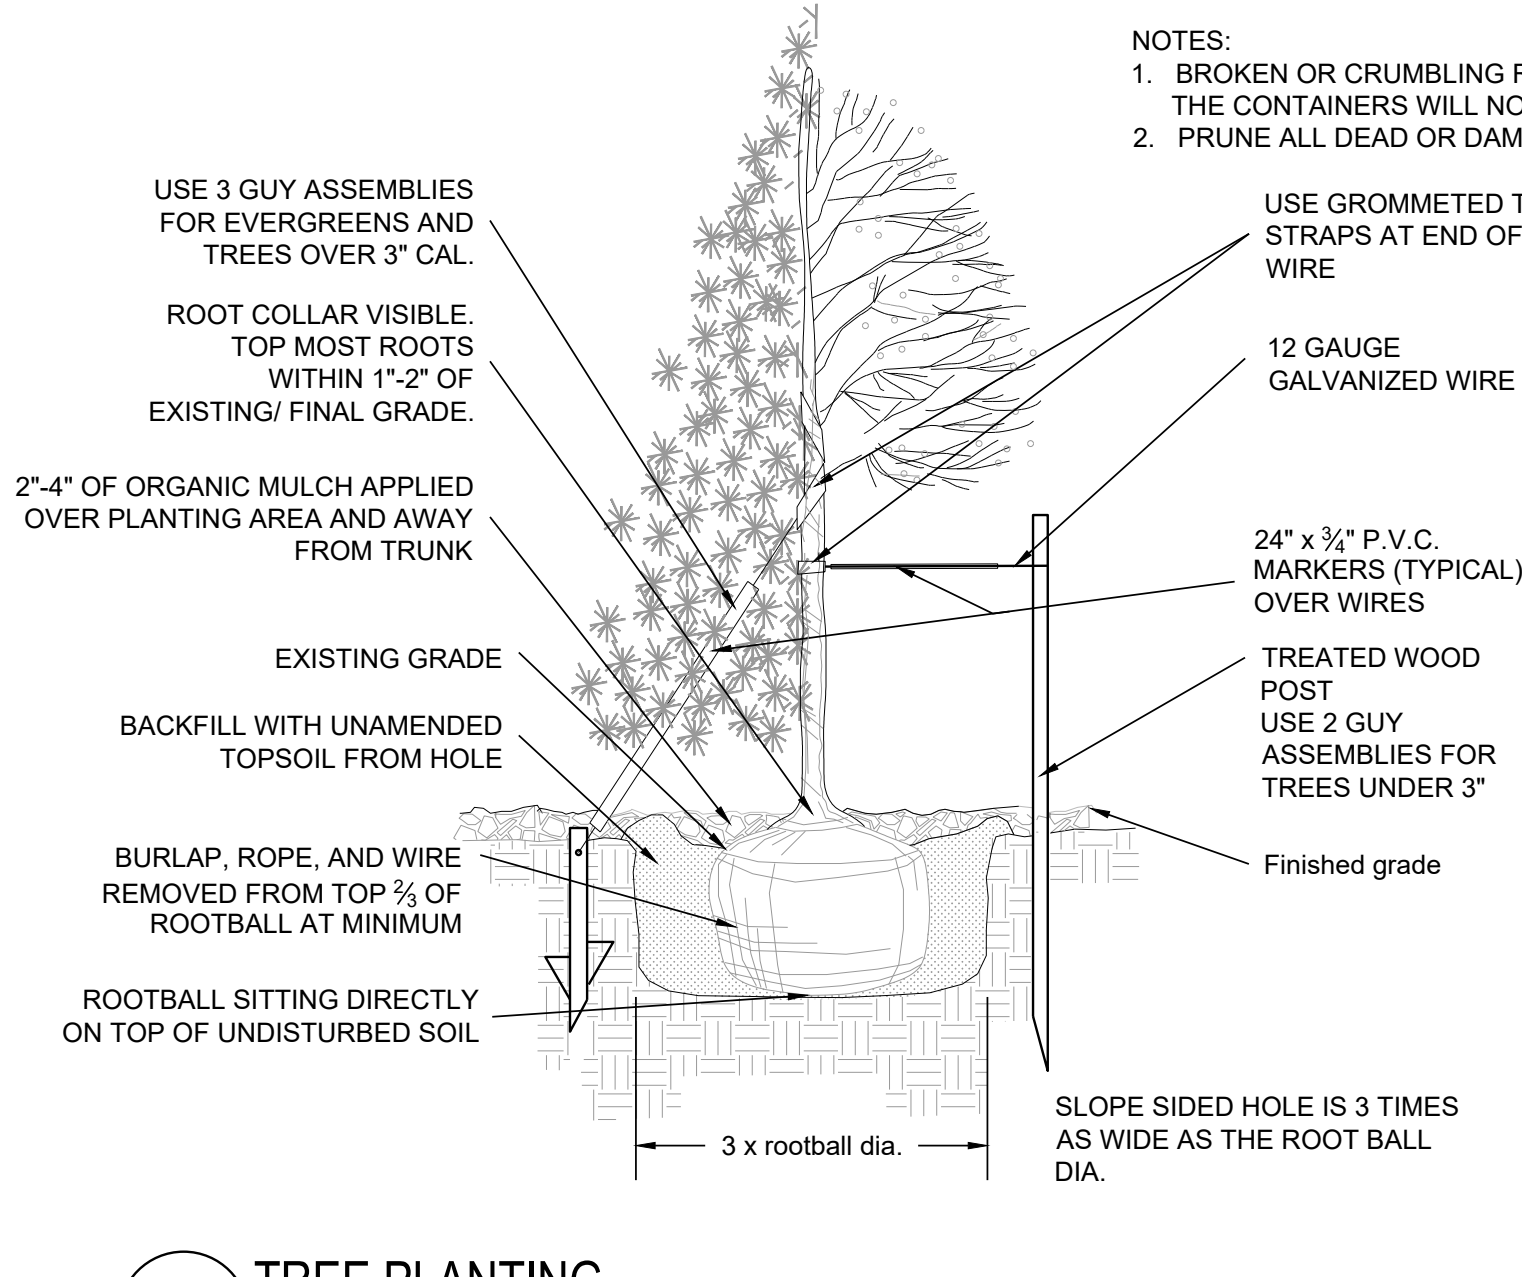 NOTES:
1. BROKEN OR CRUMBLING
THE CONTAINERS WILL
2. PRUNE ALL DEAD OR
USE 3 GUY ASSEMBLIES
FOR EVERGREENS AND
TREES OVER 3" CAL.
ROOT COLLAR VISIBLE.
TOP MOST ROOTS
WITHIN 1"-2" OF
EXISTING/ FINAL GRADE.
2"-4" OF ORGANIC MULCH APPLIED
OVER PLANTING AREA AND AWAY
FROM TRUNK
EXISTING GRADE
BACKFILL WITH UNAMENDED
TOPSOIL FROM HOLE
BURLAP, ROPE, AND WIRE
REMOVED FROM TOP ⅔ OF
ROOTBALL AT MINIMUM
ROOTBALL SITTING DIRECTLY
ON TOP OF UNDISTURBED SOIL
USE GROMMETED
STRAPS AT END OF
WIRE
12 GAUGE
GALVANIZED WIRE
24" x ¾" P.V.C.
MARKERS (TYPICAL)
OVER WIRES
TREATED WOOD
POST
USE 2 GUY
ASSEMBLIES FOR
TREES UNDER 3"
Finished grade
3 x rootball dia.
SLOPE SIDED HOLE IS 3 TIMES
AS WIDE AS THE ROOT BALL
DIA.
TREE PLANTING